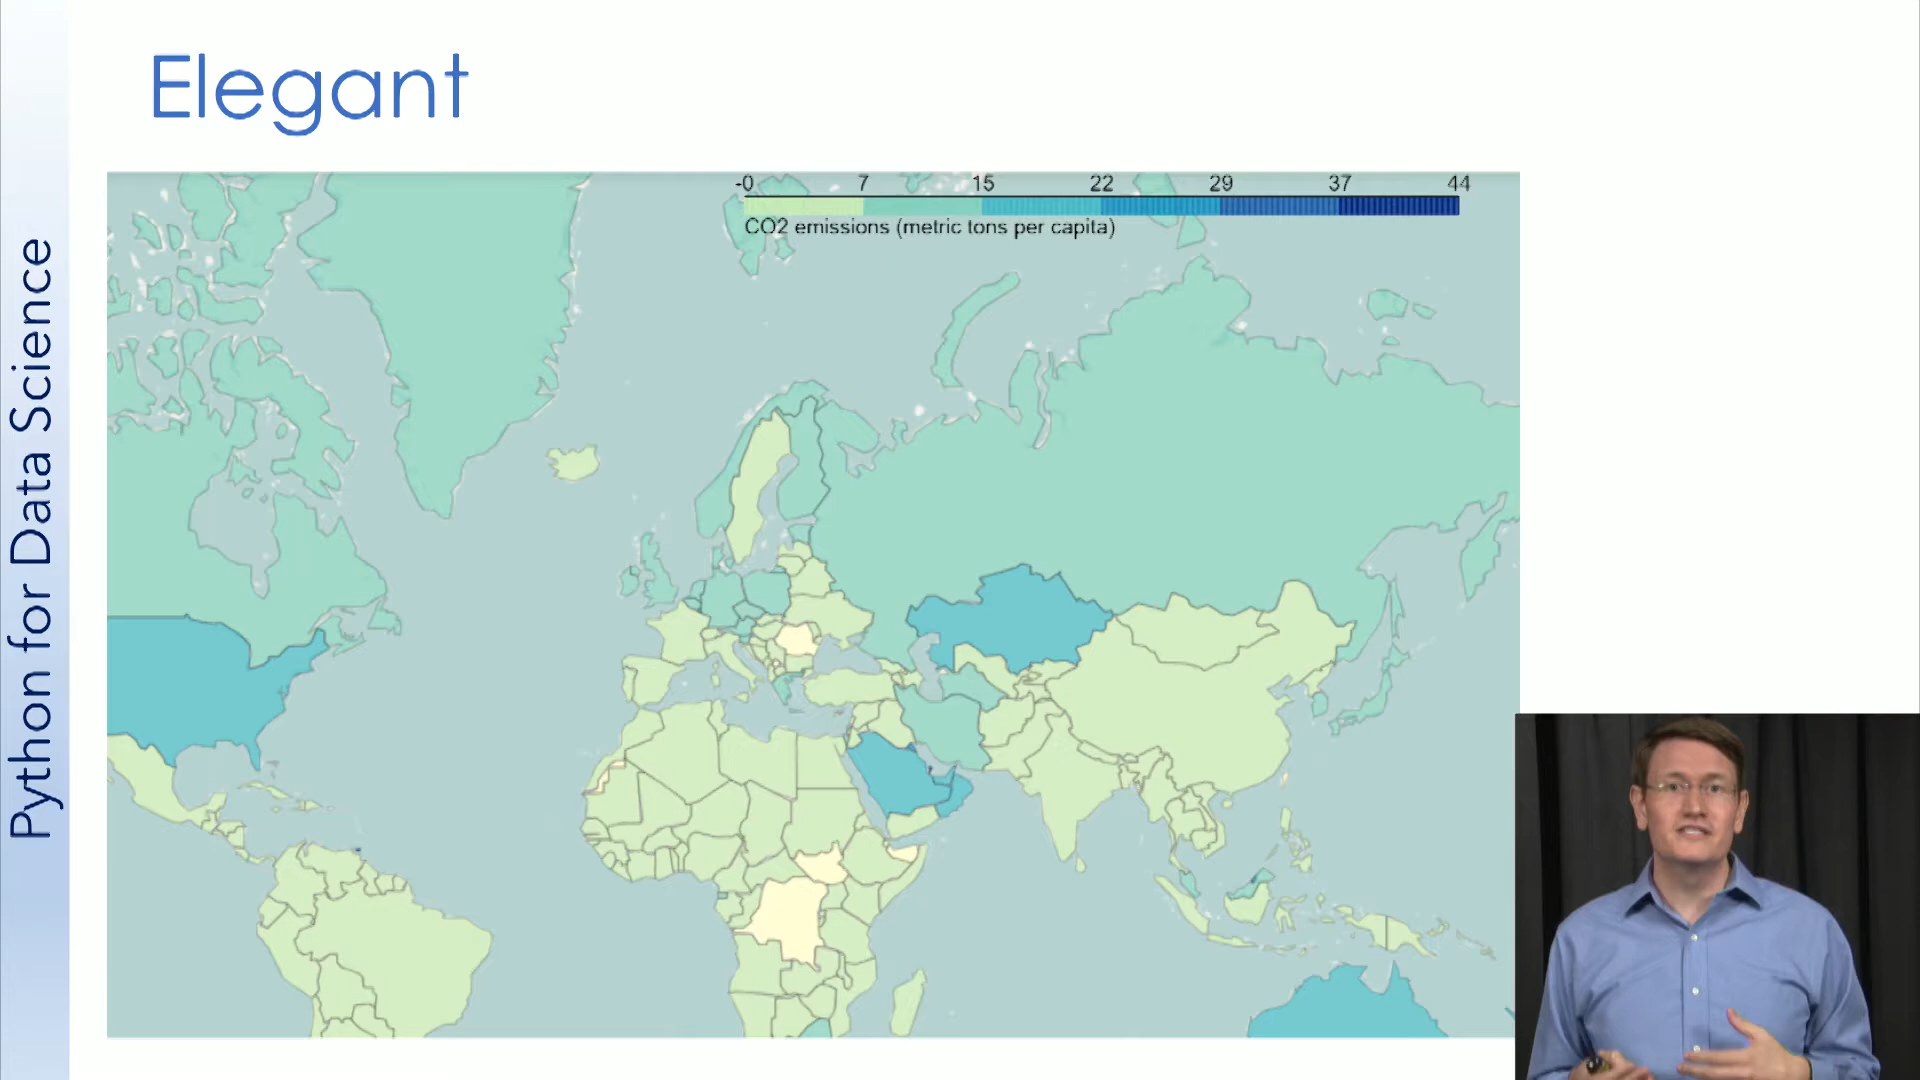 Elegant
-0 7 15 22 29 37 44
CO2 emissions (metric tons per capita)
Python for Data Science